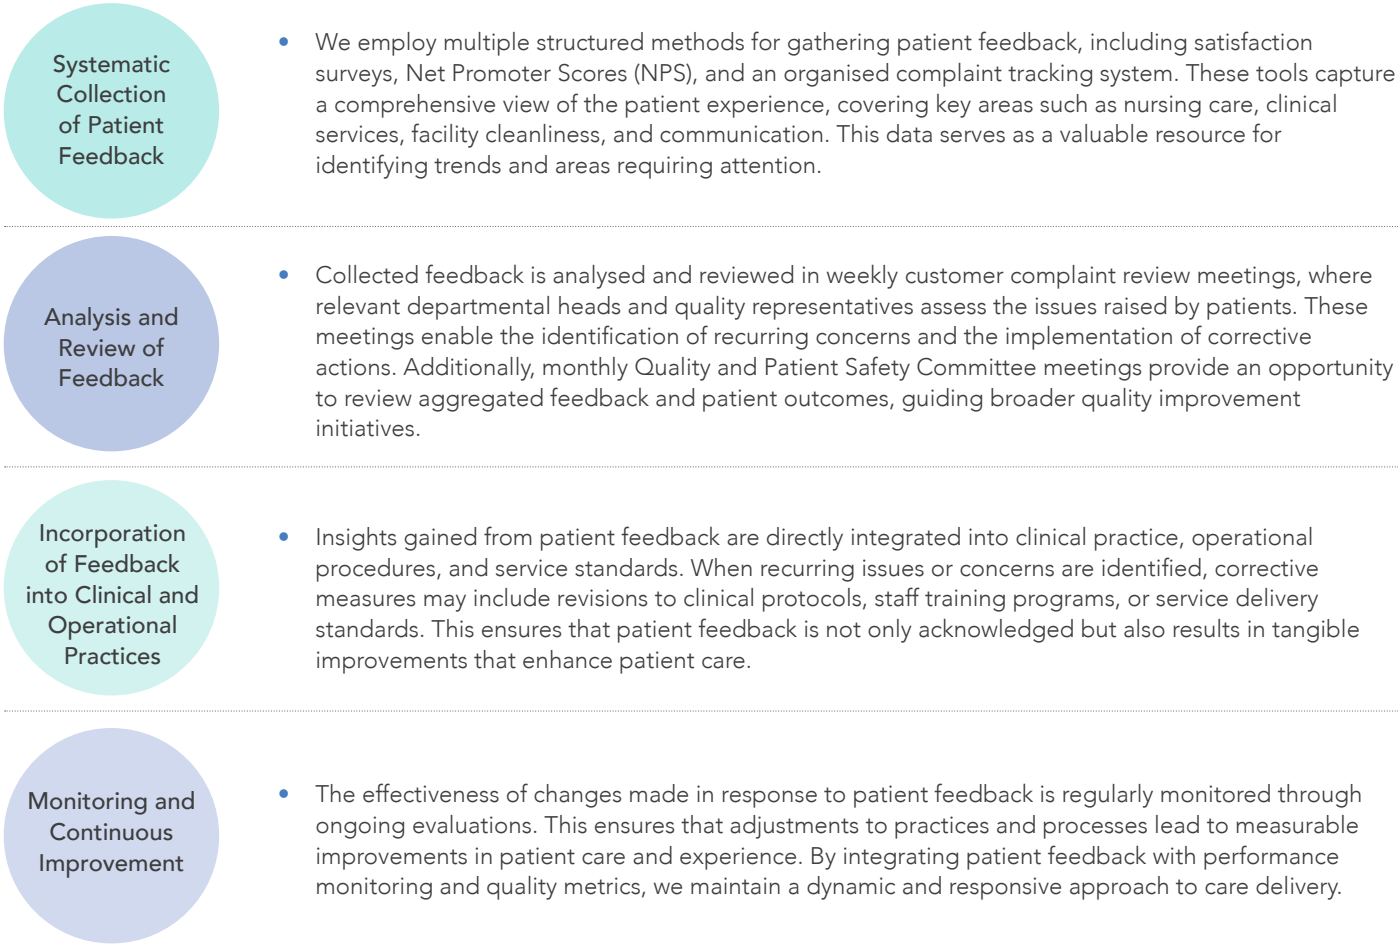 Systematic
Collection
of Patient
Feedback
• We employ multiple structured methods for gathering patient feedback, including satisfaction
surveys, Net Promoter Scores (NPS), and an organised complaint tracking system. These tools capture
a comprehensive view of the patient experience, covering key areas such as nursing care, clinical
services, facility cleanliness, and communication. This data serves as a valuable resource for
identifying trends and areas requiring attention.
Analysis and
Review of
Feedback
• Collected feedback is analysed and reviewed in weekly customer complaint review meetings, where
relevant departmental heads and quality representatives assess the issues raised by patients. These
meetings enable the identification of recurring concerns and the implementation of corrective
actions. Additionally, monthly Quality and Patient Safety Committee meetings provide an opportunity
to review aggregated feedback and patient outcomes, guiding broader quality improvement
initiatives.
Incorporation
of Feedback
into Clinical and
Operational
Practices
• Insights gained from patient feedback are directly integrated into clinical practice, operational
procedures, and service standards. When recurring issues or concerns are identified, corrective
measures may include revisions to clinical protocols, staff training programs, or service delivery
standards. This ensures that patient feedback is not only acknowledged but also results in tangible
improvements that enhance patient care.
Monitoring and
Continuous
Improvement
• The effectiveness of changes made in response to patient feedback is regularly monitored through
ongoing evaluations. This ensures that adjustments to practices and processes lead to measurable
improvements in patient care and experience. By integrating patient feedback with performance
monitoring and quality metrics, we maintain a dynamic and responsive approach to care delivery.